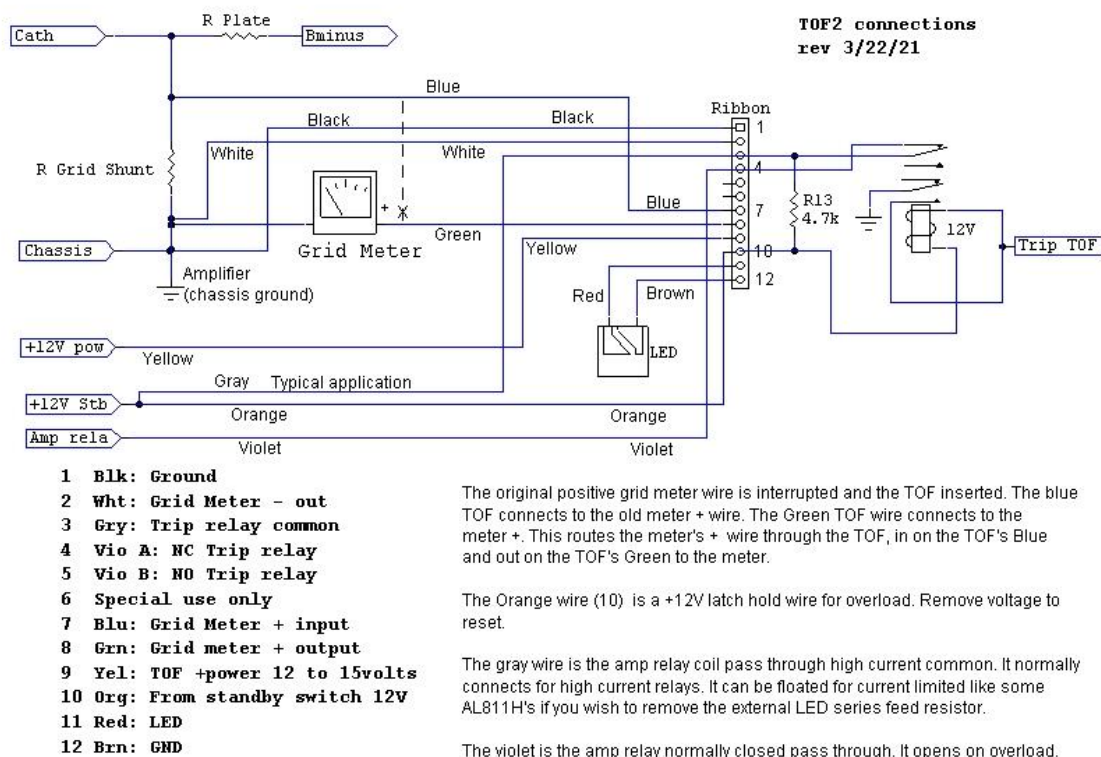 R Plate
TOF2 connections
rev 3/22/21
Cath
Bminus
Blue
Ribbon
Black
Black
1
White
White
4
R Grid Shunt
+
R13
4.7k
Blue
7
12V
Green
Chassis
Grid Meter
Yellow
10
Trip TOF
Amplifier
(chassis ground)
Red
Brown
12
+12V pow
LED
Yellow
Gray
Typical application
+12V Stb
Orange
Orange
Amp rela
Violet
Violet
1 Blk: Ground
2 Wht: Grid Meter - out
3 Gry: Trip relay common
4 Vio A: NC Trip relay
5 Vio B: NO Trip relay
6 Special use only
7 Blu: Grid Meter + input
8 Grn: Grid meter + output
9 Yel: TOF +power 12 to 15volts
10 Org: From standby switch 12V
11 Red: LED
12 Brn: GND
The original positive grid meter wire is interrupted and the TOF inserted. The blue
TOF connects to the old meter + wire. The Green TOF wire connects to the
meter +. This routes the meter's + wire through the TOF, in on the TOF's Blue
and out on the TOF's Green to the meter.
The Orange wire (10) is a +12V latch hold wire for overload. Remove voltage to
reset.
The gray wire is the amp relay coil pass through high current common. It normally
connects for high current relays. It can be floated for current limited like some
AL811H's if you wish to remove the external LED series feed resistor.
The violet is the amp relay normally closed pass through. It opens on overload.